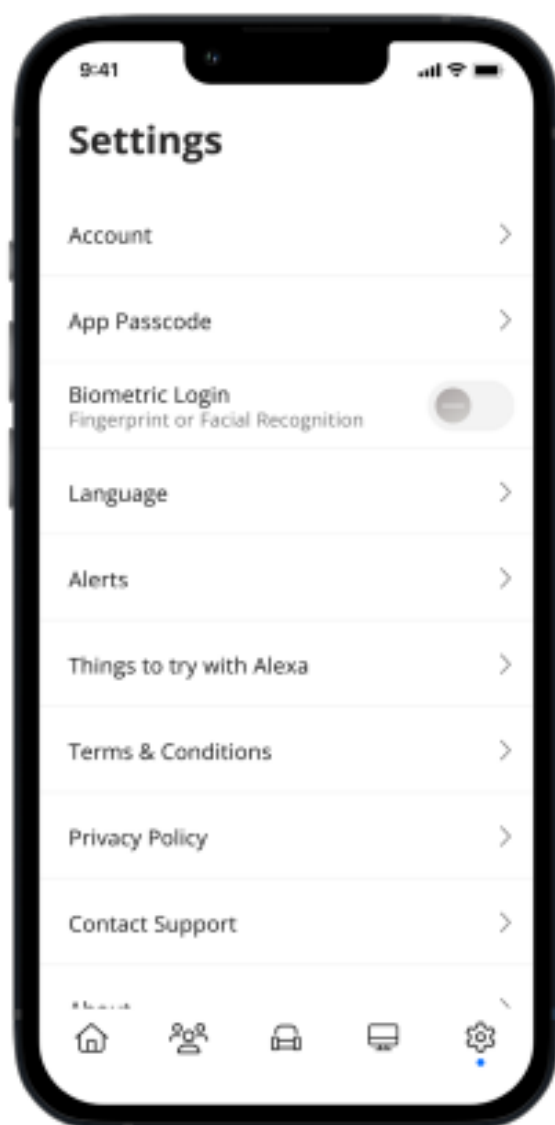 9:41
Settings
Account
App Passcode
Biometric Login
Fingerprint or Facial Recognition
Language
Alerts
Things to try with Alexa
Terms & Conditions
Privacy Policy
Contact Support
About